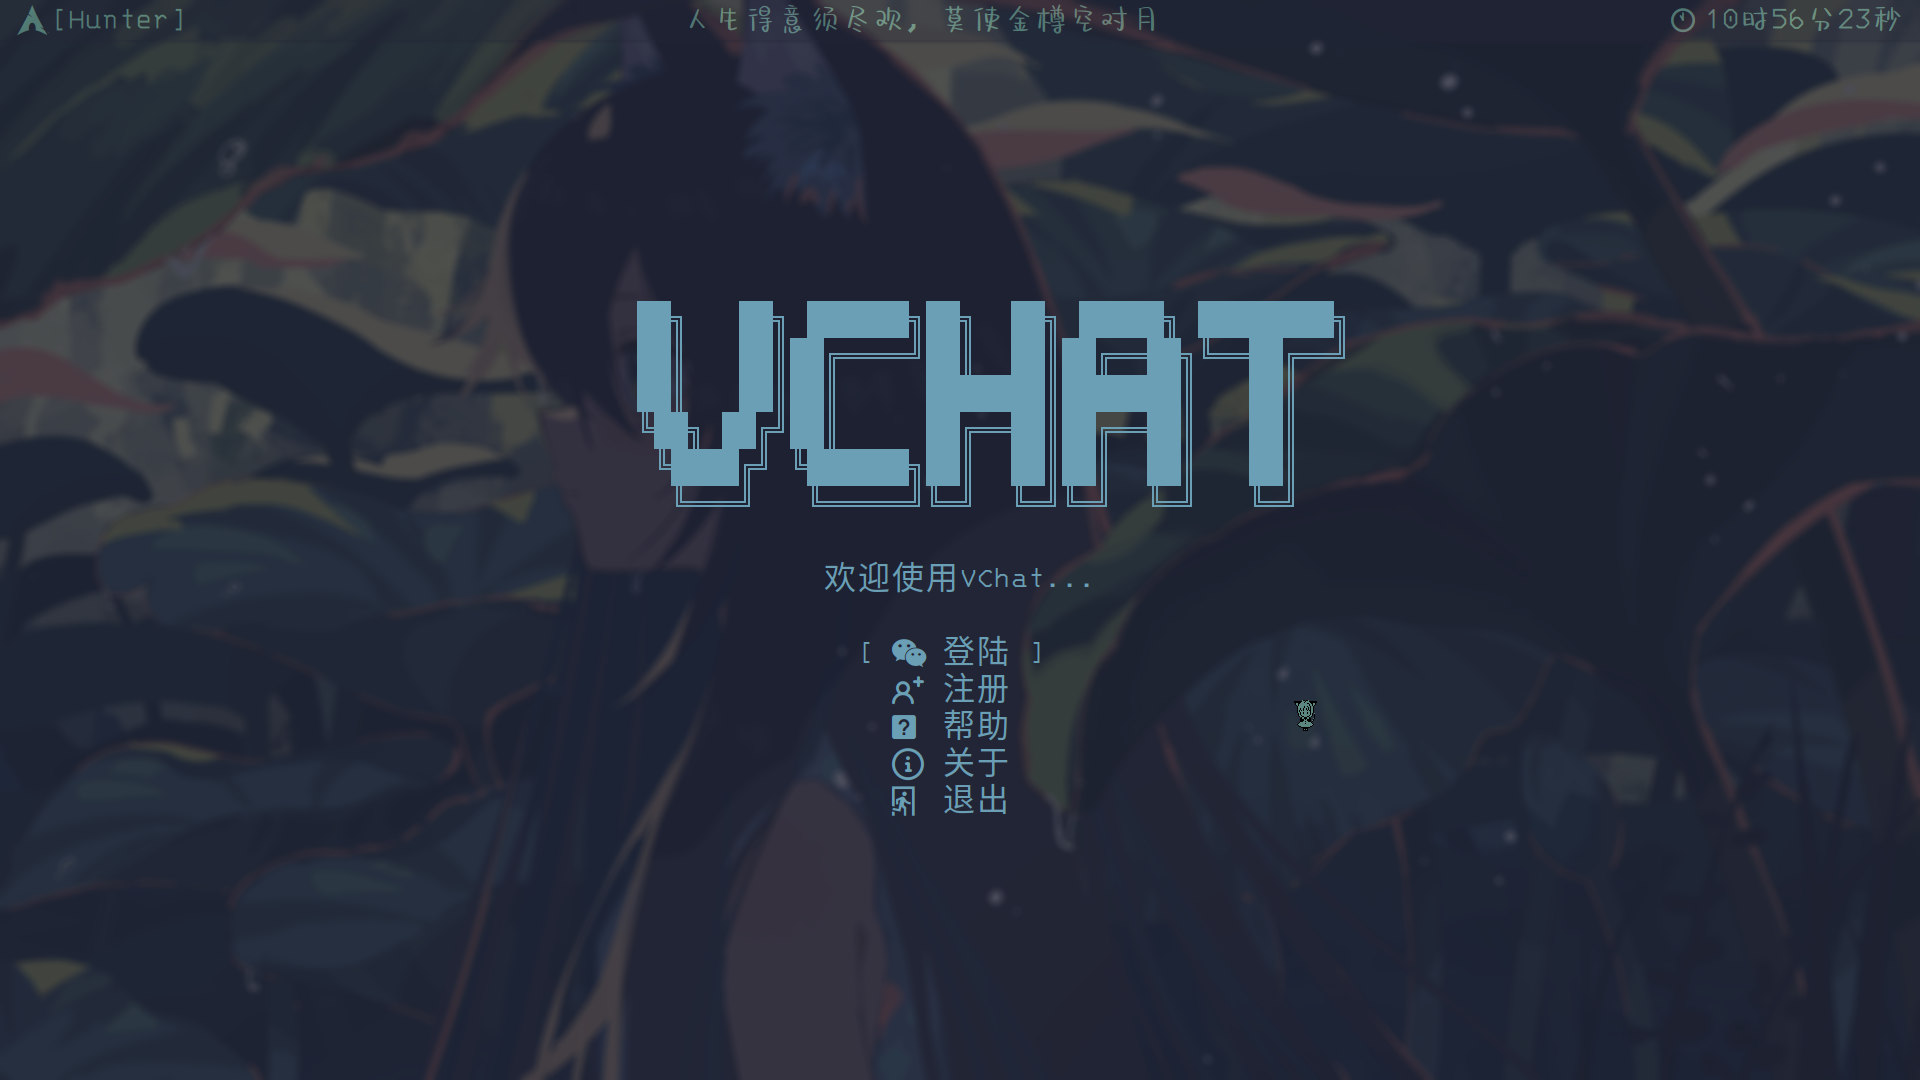 [Hunter]
人生得意须尽欢, 莫使金樽空对月
10时56分23秒
VCHAT
欢迎使用VChat...
[ 登陆 ]
注册
帮助
关于
退出